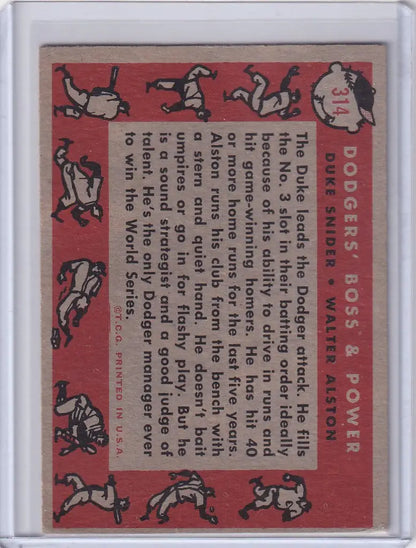 314
DODGERS' BOSS & POWER
DUKE SNIDER • WALTER ALSTON
The Duke leads the Dodger attack. He fills
the No. 3 slot in their batting order ideally
because of his ability to drive in runs and
hit game-winning homers. He has hit 40
or more home runs for the last five years.
Alston runs his club from the bench with
a stern and quiet hand. He doesn't bait
umpires or go in for flashy play. But he
is a sound strategist and a good judge of
talent. He's the only Dodger manager ever
to win the World Series.
©T.C.G. PRINTED IN U.S.A.